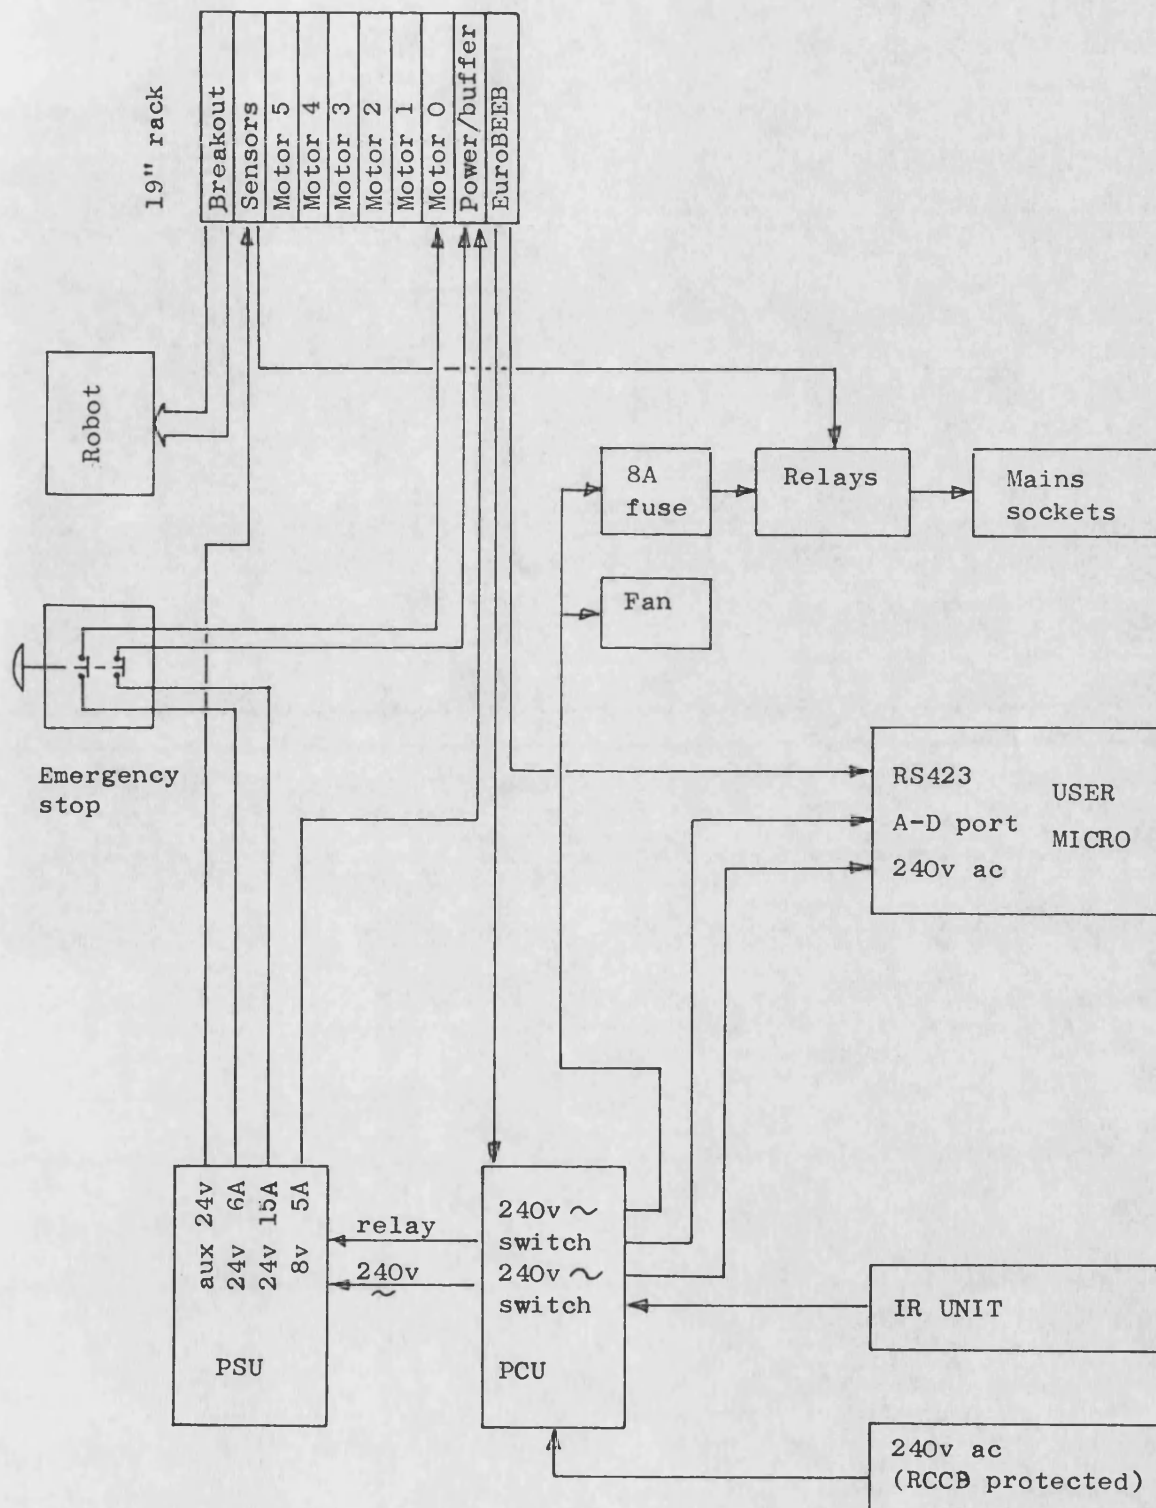 19" rack
Breakout
Sensors
Motor 5
Motor 4
Motor 3
Motor 2
Motor 1
Motor 0
Power/buffer
EuroBEEB
Robot
8A
fuse
Relays
Mains
sockets
Fan
Emergency
stop
RS423
A-D port
240v ac
USER
MICRO
aux 24v
24v 6A
24v 15A
8v 5A
PSU
relay
240v
~
240v ~
switch
240v ~
switch
PCU
IR UNIT
240v ac
(RCCB protected)